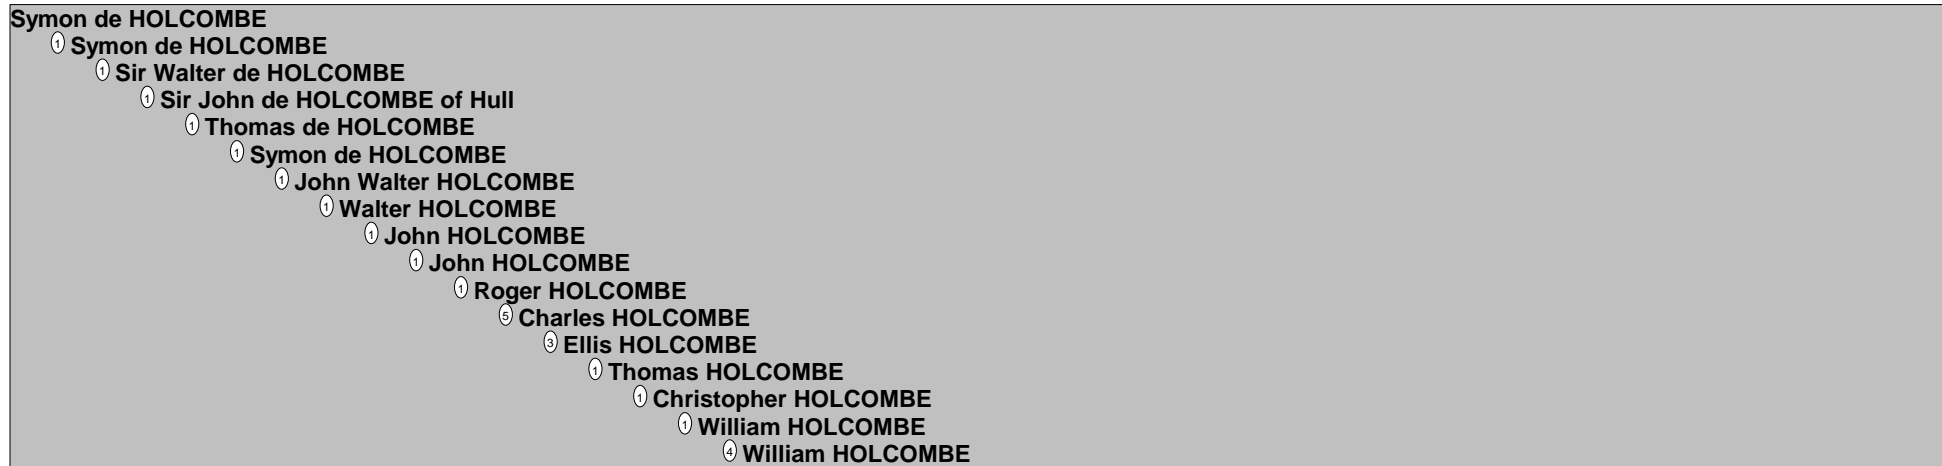 Symon de HOLCOMBE
1 Symon de HOLCOMBE
1 Sir Walter de HOLCOMBE
1 Sir John de HOLCOMBE of Hull
1 Thomas de HOLCOMBE
1 Symon de HOLCOMBE
1 John Walter HOLCOMBE
1 Walter HOLCOMBE
1 John HOLCOMBE
1 John HOLCOMBE
1 Roger HOLCOMBE
5 Charles HOLCOMBE
3 Ellis HOLCOMBE
1 Thomas HOLCOMBE
1 Christopher HOLCOMBE
1 William HOLCOMBE
4 William HOLCOMBE